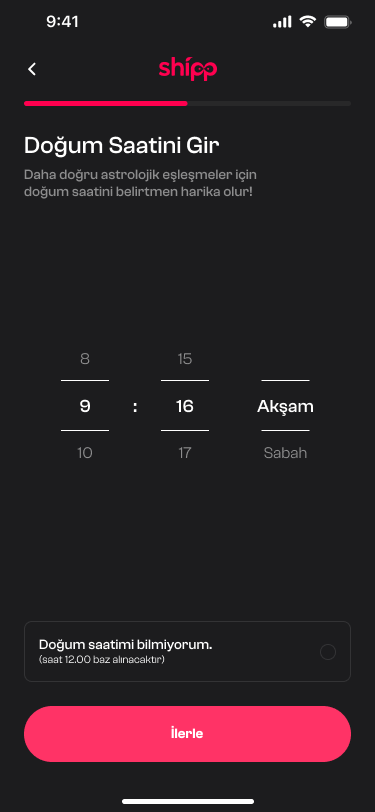 9:41
shipp
Doğum Saatini Gir
Daha doğru astrolojik eşleşmeler için
doğum saatini belirtmen harika olur!
8 15
9 : 16 Akşam
10 17 Sabah
Doğum saatimi bilmiyorum.
(saat 12.00 baz alınacaktır)
İlerle